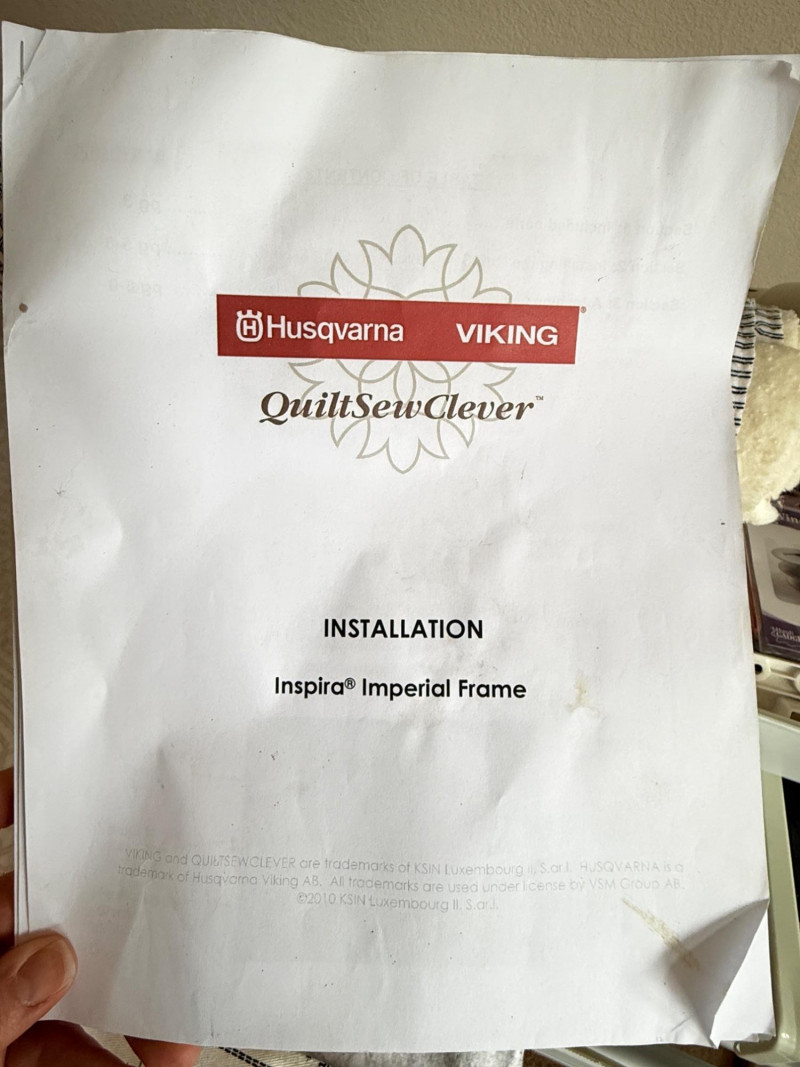 Husqvarna VIKING®
QuiltSewClever™
INSTALLATION
Inspira® Imperial Frame
VIKING and QUILTSEWCLEVER are trademarks of KSIN Luxembourg II, S.ar.l. HUSQVARNA is a
trademark of Husqvarna Viking AB. All trademarks are used under license by VSM Group AB.
©2010 KSIN Luxembourg II, S.ar.l.